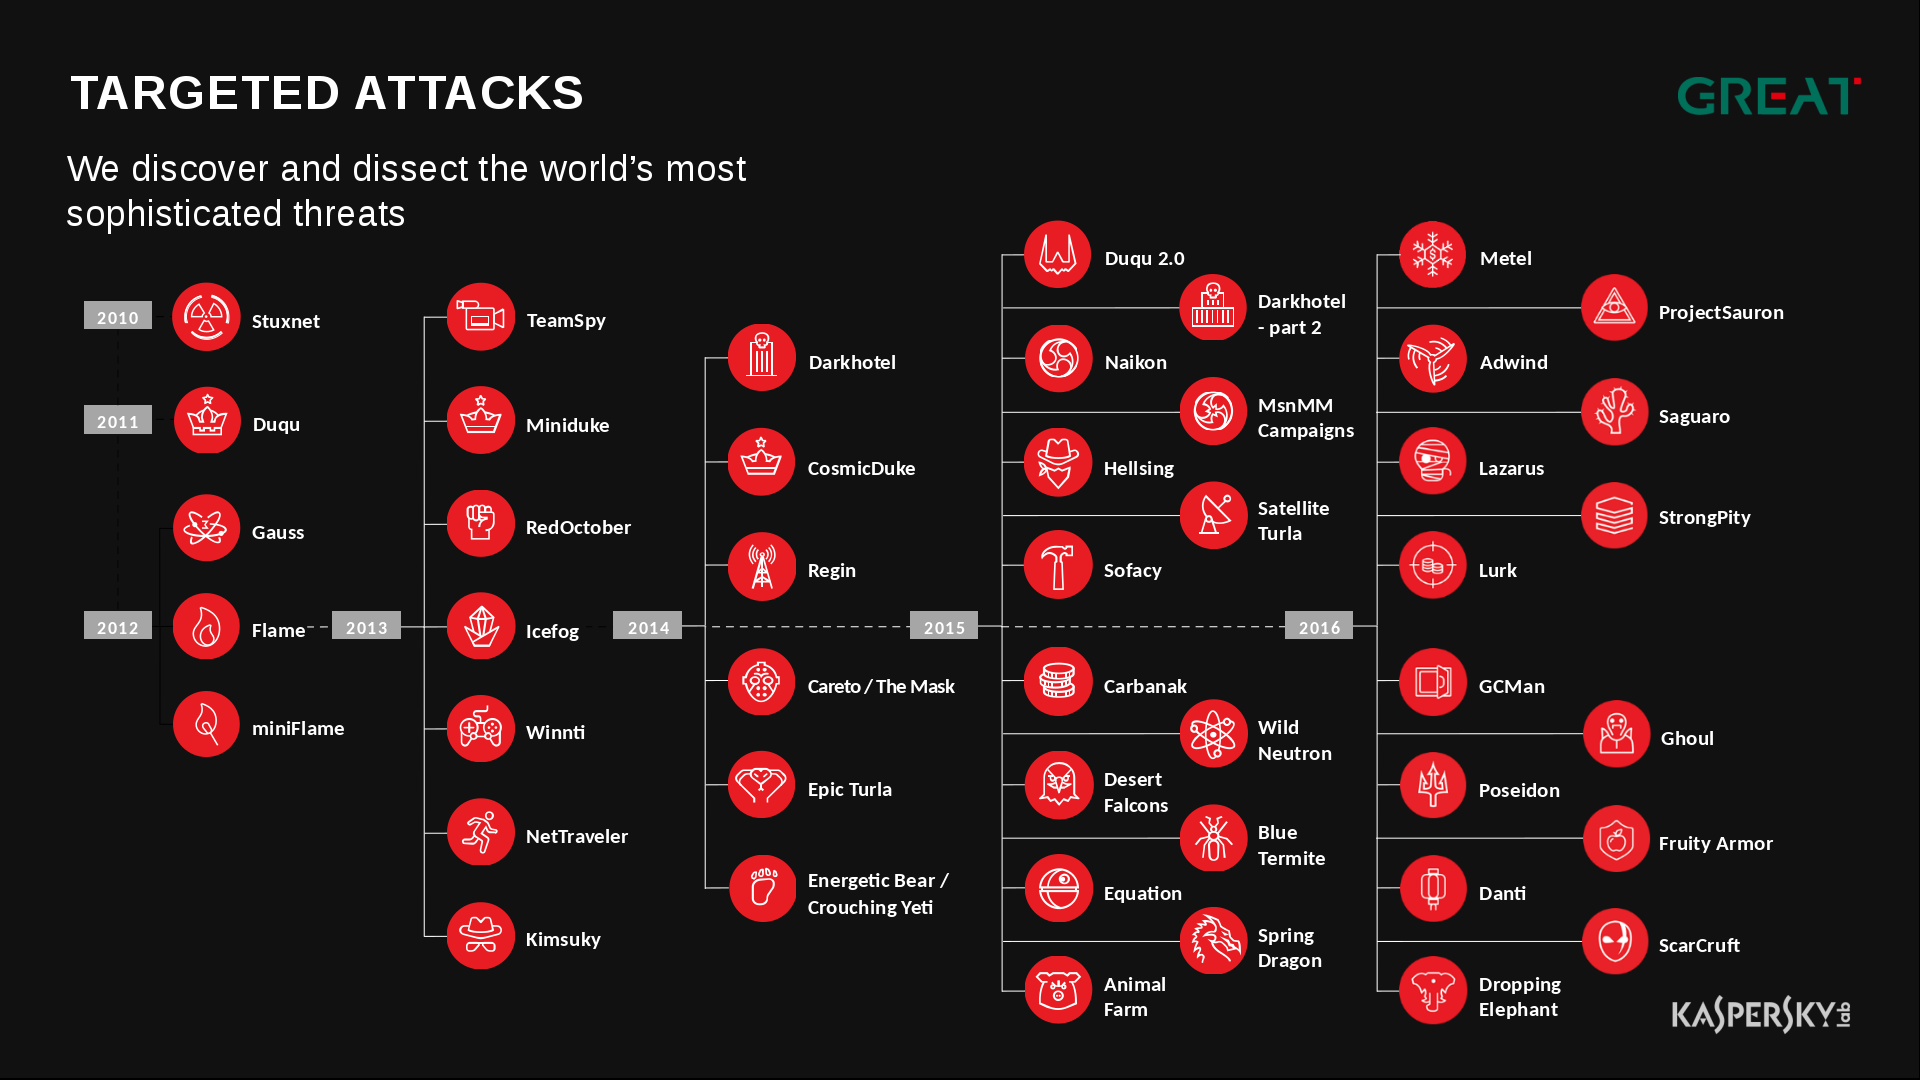 TARGETED ATTACKS
GREAT
We discover and dissect the world’s most
sophisticated threats
2010
Stuxnet
2011
Duqu
Gauss
2012
Flame
miniFlame
2013
TeamSpy
Miniduke
RedOctober
Icefog
Winnti
NetTraveler
Kimsuky
2014
Darkhotel
CosmicDuke
Regin
Careto / The Mask
Epic Turla
Energetic Bear /
Crouching Yeti
2015
Duqu 2.0
Darkhotel
- part 2
Naikon
MsnMM
Campaigns
Hellsing
Satellite
Turla
Sofacy
Carbanak
Wild
Neutron
Desert
Falcons
Blue
Termite
Equation
Spring
Dragon
Animal
Farm
2016
Metel
ProjectSauron
Adwind
Saguaro
Lazarus
StrongPity
Lurk
GCMan
Ghoul
Poseidon
Fruity Armor
Danti
ScarCruft
Dropping
Elephant
KASPERSKY lab